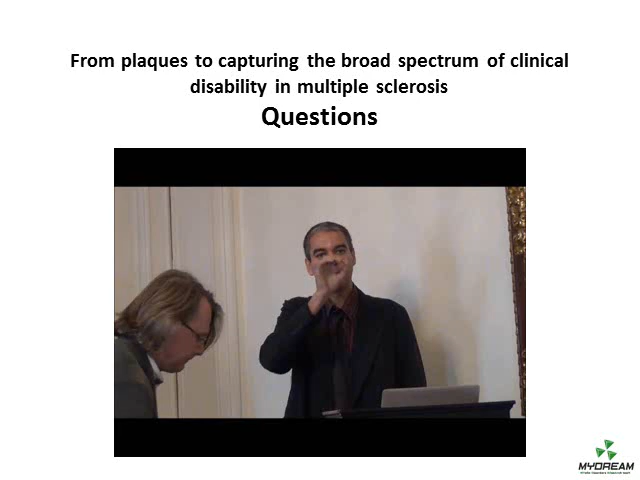 From plaques to capturing the broad spectrum of clinical
disability in multiple sclerosis
Questions
MYDREAM